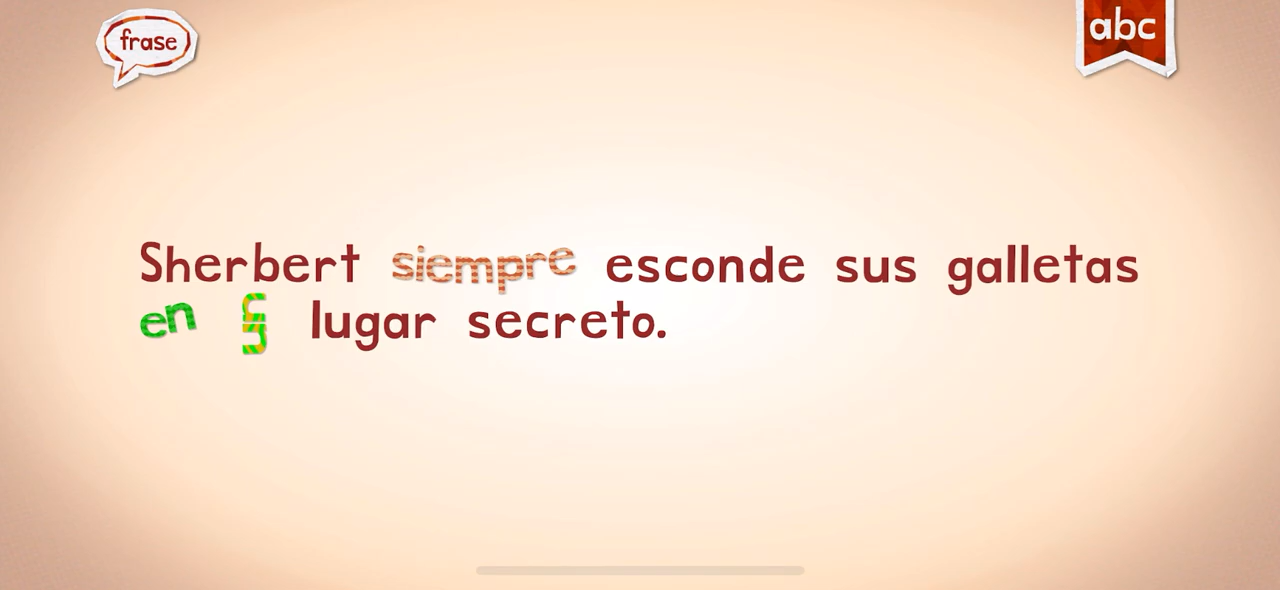 frase
abc
Sherbert siempre esconde sus galletas
en un lugar secreto.